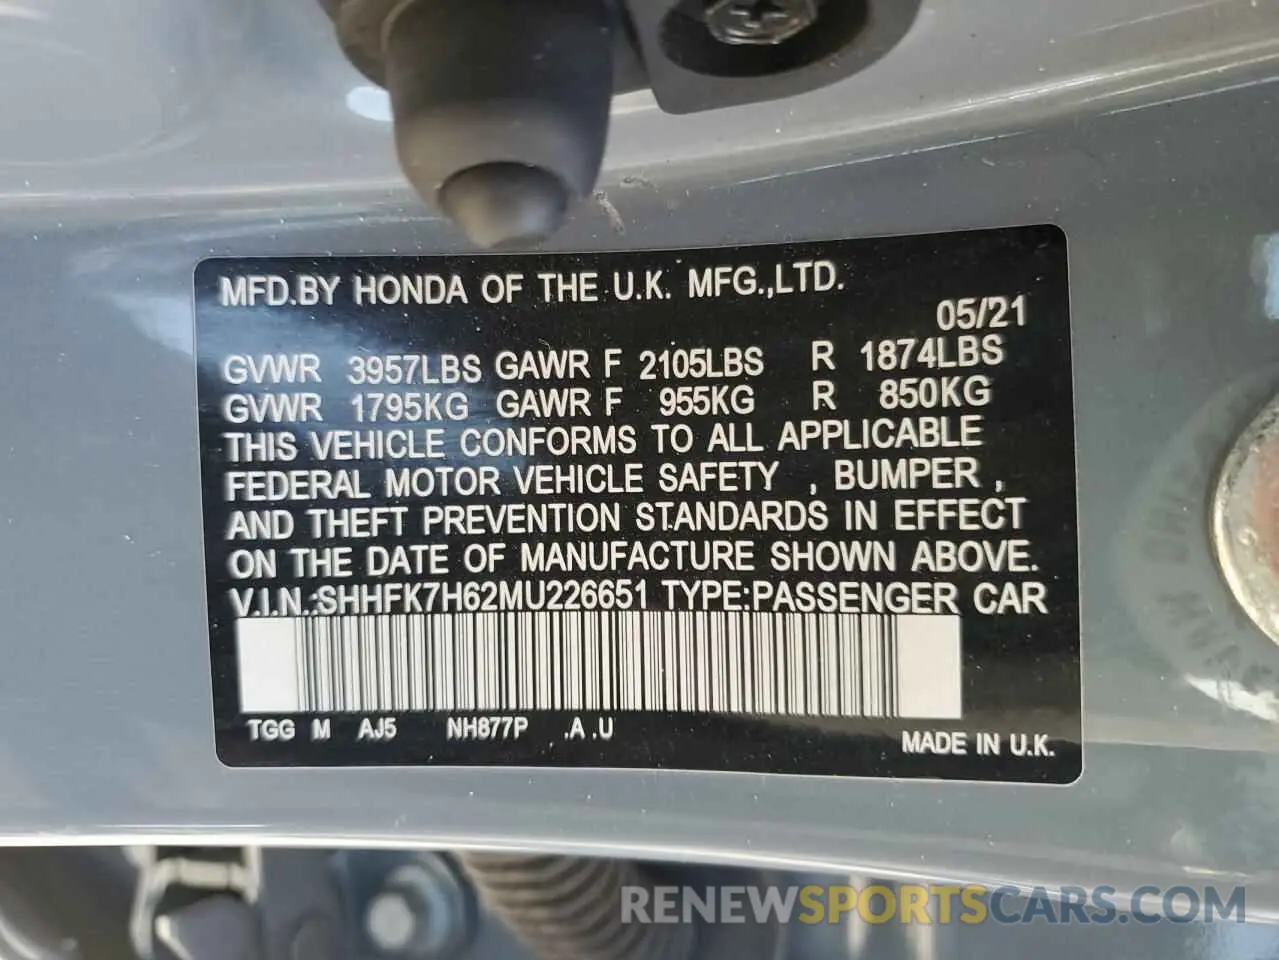 MFD.BY HONDA OF THE U.K. MFG.,LTD.
05/21
GVWR 3957LBS GAWR F 2105LBS R 1874LBS
GVWR 1795KG GAWR F 955KG R 850KG
THIS VEHICLE CONFORMS TO ALL APPLICABLE
FEDERAL MOTOR VEHICLE SAFETY , BUMPER ,
AND THEFT PREVENTION STANDARDS IN EFFECT
ON THE DATE OF MANUFACTURE SHOWN ABOVE.
V.I.N.:SHHFK7H62MU226651 TYPE:PASSENGER CAR
TGG M AJ5 NH877P .A .U
MADE IN U.K.
RENEWSPORTSCARS.COM